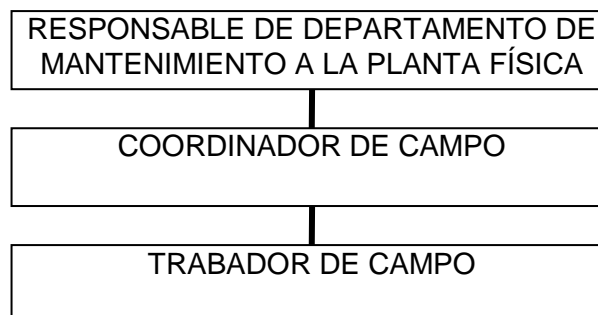 RESPONSABLE DE DEPARTAMENTO DE
MANTENIMIENTO A LA PLANTA FÍSICA
COORDINADOR DE CAMPO
TRABADOR DE CAMPO